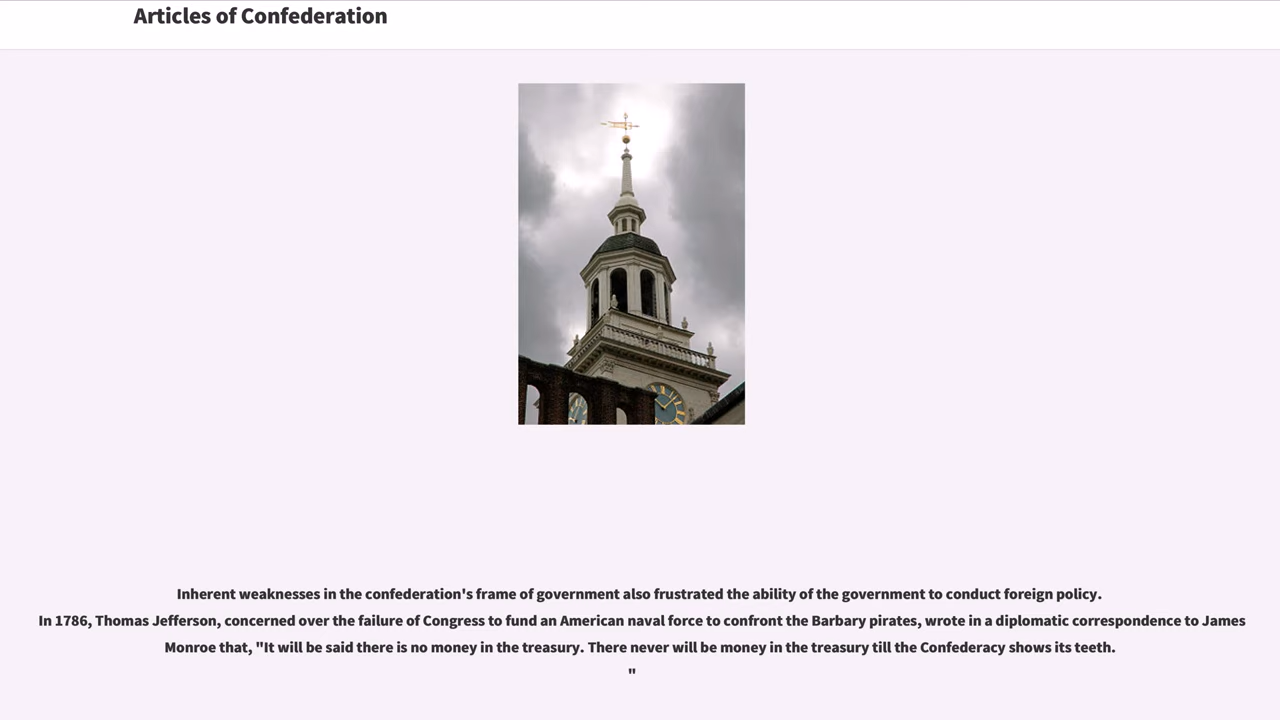 Articles of Confederation
Inherent weaknesses in the confederation's frame of government also frustrated the ability of the government to conduct foreign policy.
In 1786, Thomas Jefferson, concerned over the failure of Congress to fund an American naval force to confront the Barbary pirates, wrote in a diplomatic correspondence to James
Monroe that, "It will be said there is no money in the treasury. There never will be money in the treasury till the Confederacy shows its teeth.
"